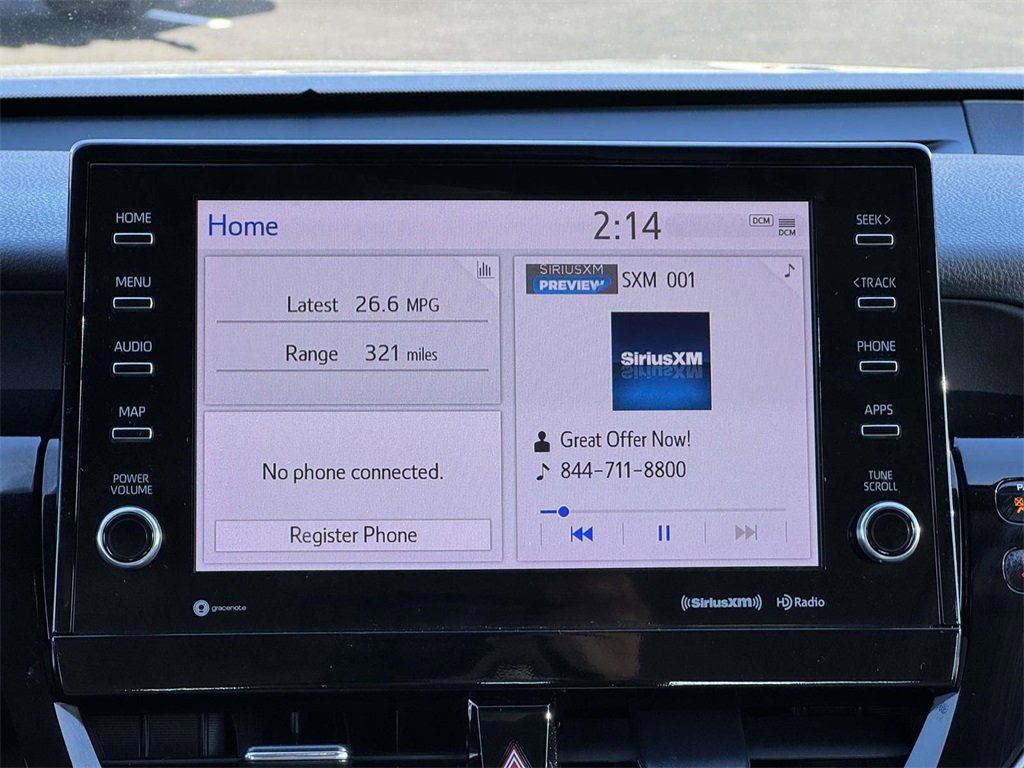 HOME
MENU
AUDIO
MAP
POWER
VOLUME
Home
2:14
DCM
DCM
Latest 26.6 MPG
Range 321 miles
No phone connected.
Register Phone
SIRIUSXM
PREVIEW
SXM 001
SiriusXM
Great Offer Now!
844-711-8800
SEEK>
<TRACK
PHONE
APPS
TUNE
SCROLL
gracenote
((SiriusXM))
HD Radio